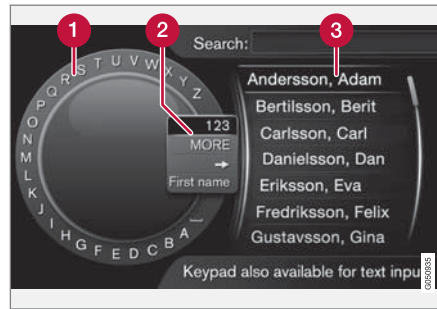 1
2
3
Search:
A B C D E F G H I J K L M N O P Q R S T U V W X Y Z
123
MORE
First name
Andersson, Adam
Bertilsson, Berit
Carlsson, Carl
Danielsson, Dan
Eriksson, Eva
Fredriksson, Felix
Gustavsson, Gina
Keypad also available for text inpu
G050935